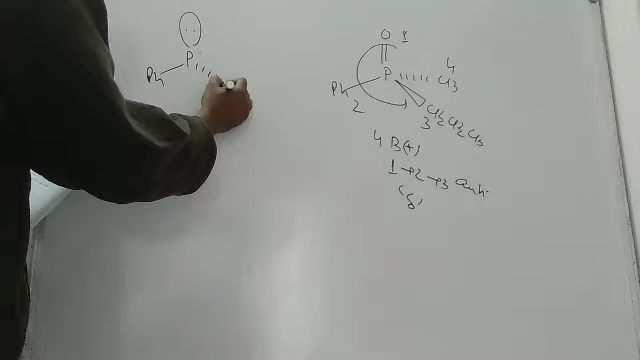 P
Ph
O 1
4
P CH3
Ph
2
3 CH2CH2CH3
4 B(+)
1→2→3 anti
(S)